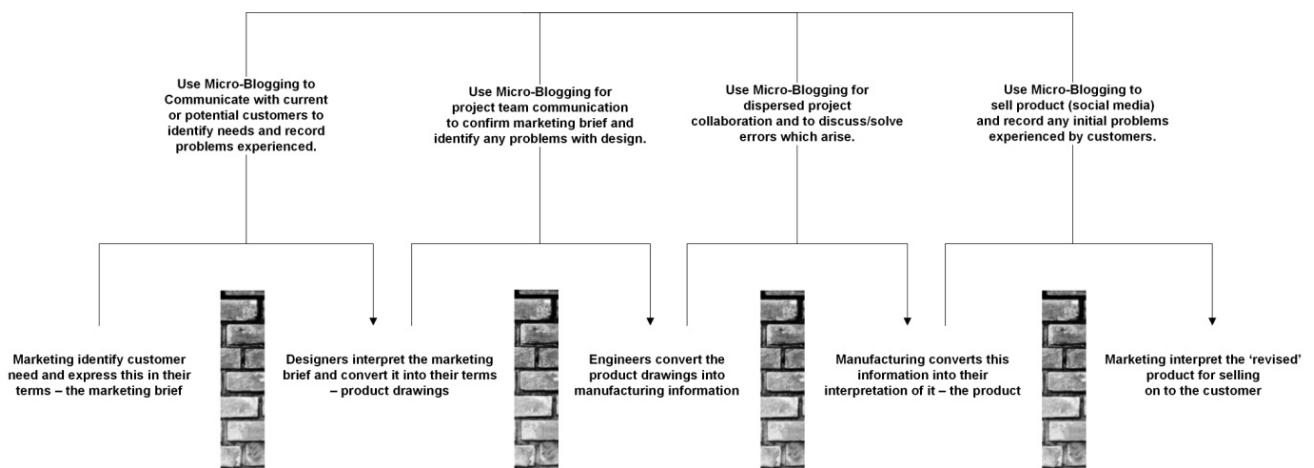 Use Micro-Blogging to
Communicate with current
or potential customers to
identify needs and record
problems experienced.
Use Micro-Blogging for
project team communication
to confirm marketing brief and
identify any problems with design.
Use Micro-Blogging for
dispersed project
collaboration and to discuss/solve
errors which arise.
Use Micro-Blogging to
sell product (social media)
and record any initial problems
experienced by customers.
Marketing identify customer
need and express this in their
terms – the marketing brief
Designers interpret the marketing
brief and convert it into their terms
– product drawings
Engineers convert the
product drawings into
manufacturing information
Manufacturing converts this
information into their
interpretation of it – the product
Marketing interpret the ‘revised’
product for selling
on to the customer